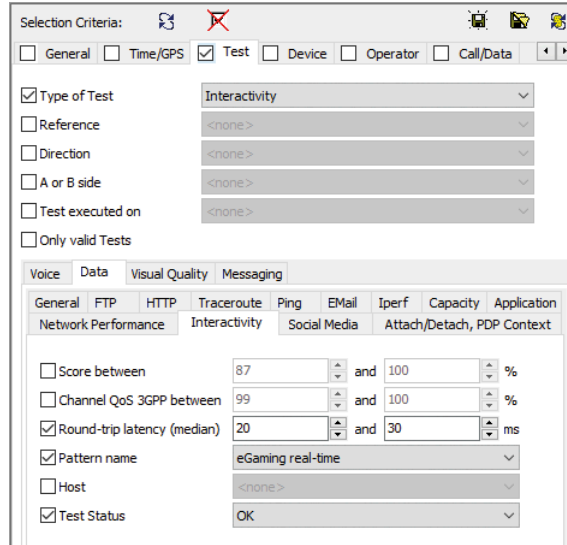 Selection Criteria:
General Time/GPS Test Device Operator Call/Data
Type of Test Interactivity
Reference <none>
Direction <none>
A or B side <none>
Test executed on <none>
Only valid Tests
Voice Data Visual Quality Messaging
General FTP HTTP Traceroute Ping EMail Iperf Capacity Application
Network Performance Interactivity Social Media Attach/Detach, PDP Context
Score between 87 and 100 %
Channel QoS 3GPP between 99 and 100 %
Round-trip latency (median) 20 and 30 ms
Pattern name eGaming real-time
Host <none>
Test Status OK